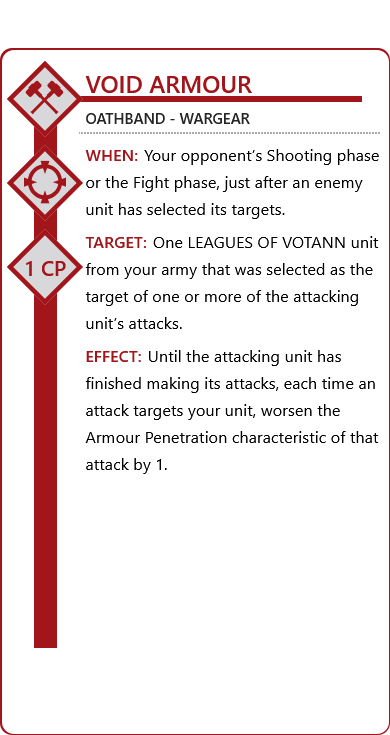 VOID ARMOUR
OATHBAND - WARGEAR
WHEN: Your opponent's Shooting phase
or the Fight phase, just after an enemy
unit has selected its targets.
1 CP
TARGET: One LEAGUES OF VOTANN unit
from your army that was selected as the
target of one or more of the attacking
unit's attacks.
EFFECT: Until the attacking unit has
finished making its attacks, each time an
attack targets your unit, worsen the
Armour Penetration characteristic of that
attack by 1.